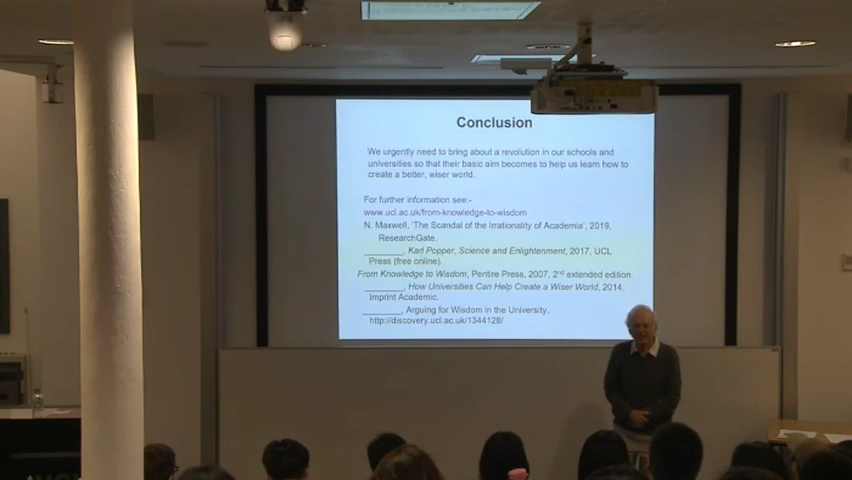 Conclusion
We urgently need to bring about a revolution in our schools and
universities so that their basic aim becomes to help us learn how to
create a better, wiser world.
For further information see:-
www.ucl.ac.uk/from-knowledge-to-wisdom
N. Maxwell, 'The Scandal of the Irrationality of Academia', 2019,
ResearchGate.
________, Karl Popper, Science and Enlightenment, 2017, UCL
Press (free online).
From Knowledge to Wisdom, Pentire Press, 2007, 2nd extended edition.
________, How Universities Can Help Create a Wiser World, 2014,
Imprint Academic.
________, Arguing for Wisdom in the University,
http://discovery.ucl.ac.uk/1344128/